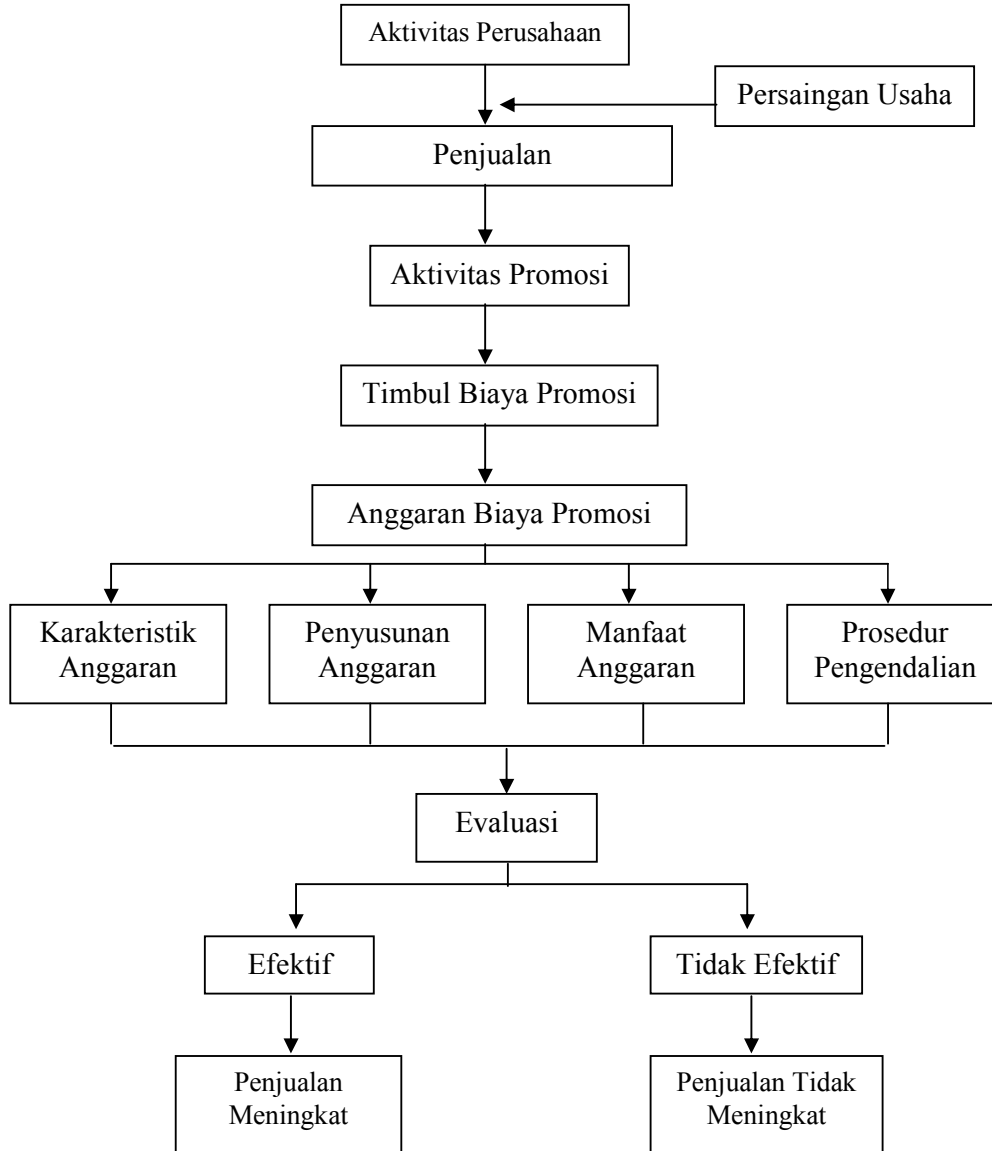 Aktivitas Perusahaan
Persaingan Usaha
Penjualan
Aktivitas Promosi
Timbul Biaya Promosi
Anggaran Biaya Promosi
Karakteristik
Anggaran
Penyusunan
Anggaran
Manfaat
Anggaran
Prosedur
Pengendalian
Evaluasi
Efektif
Tidak Efektif
Penjualan
Meningkat
Penjualan Tidak
Meningkat